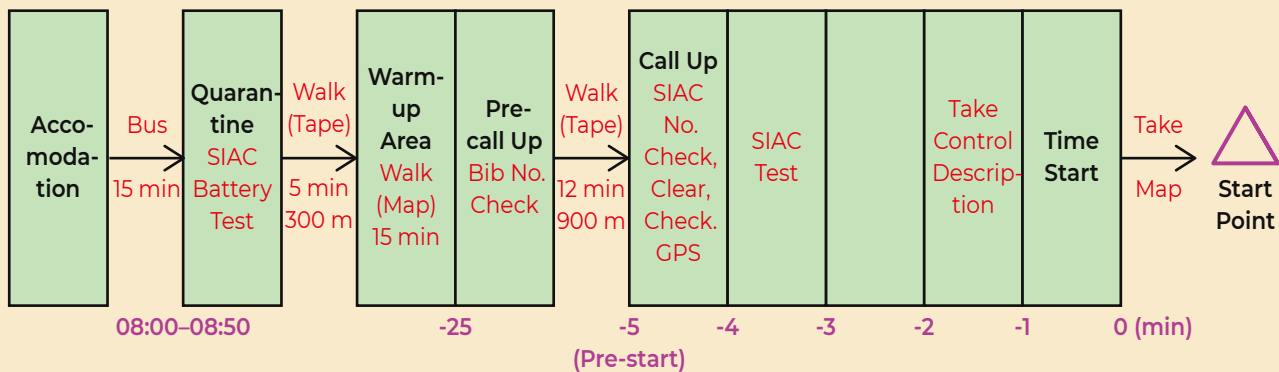 Acco-
moda-
tion
Bus
15 min
Quaran-
tine
SIAC
Battery
Test
Walk
(Tape)
5 min
300 m
Warm-
up
Area
Walk
(Map)
15 min
Pre-
call Up
Bib No.
Check
Walk
(Tape)
12 min
900 m
Call Up
SIAC
No.
Check,
Clear,
Check.
GPS
SIAC
Test
Take
Control
Descrip-
tion
Time
Start
Take
Map
Start
Point
08:00–08:50
-25
-5
(Pre-start)
-4
-3
-2
-1
0 (min)